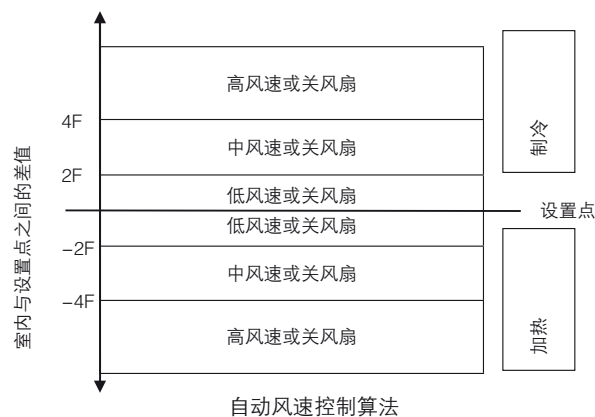 高风速或关风扇
4F
中风速或关风扇
制冷
2F
低风速或关风扇
设置点
低风速或关风扇
-2F
中风速或关风扇
-4F
高风速或关风扇
加热
室内与设置点之间的差值
自动风速控制算法